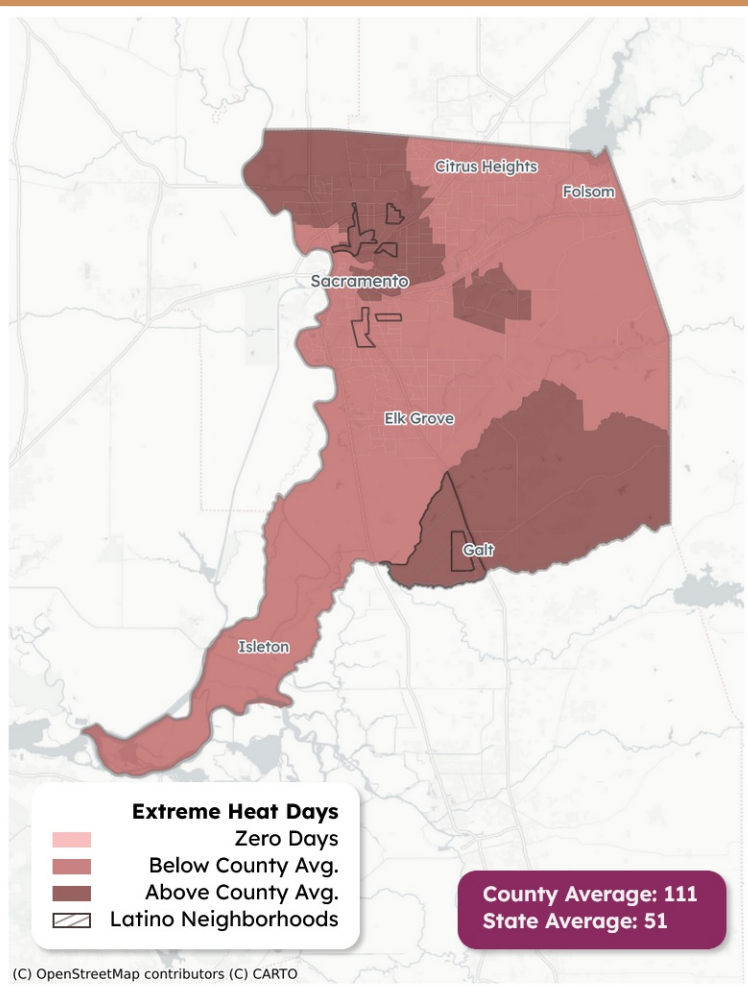 Citrus Heights
Folsom
Sacramento
Elk Grove
Galt
Isleton
Extreme Heat Days
Zero Days
Below County Avg.
Above County Avg.
Latino Neighborhoods
County Average: 111
State Average: 51
(C) OpenStreetMap contributors (C) CARTO